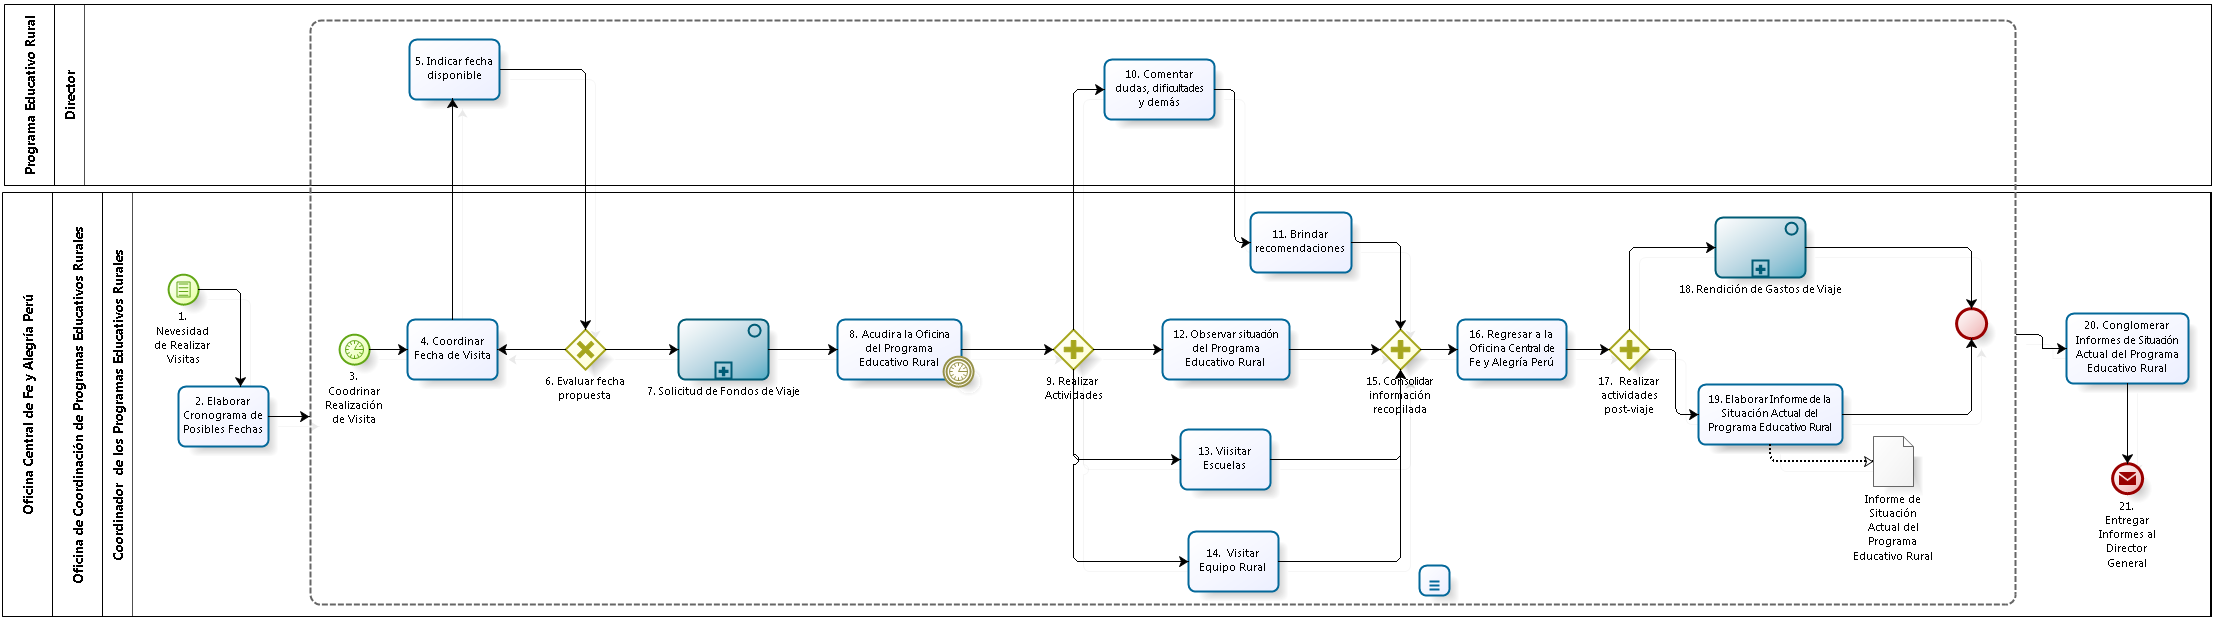 Programa Educativo Rural
Director
5. Indicar fecha
disponible
10. Comentar
dudas, dificultades
y demás
Oficina Central de Fe y Alegría Perú
Oficina de Coordinación de Programas Educativos Rurales
Coordinador de los Programas Educativos Rurales
1.
Nevesidad
de Realizar
Visitas
2. Elaborar
Cronograma de
Posibles Fechas
3.
Coodrinar
Realización
de Visita
4. Coordinar
Fecha de Visita
6. Evaluar fecha
propuesta
7. Solicitud de Fondos de Viaje
8. Acudir a la Oficina
del Programa
Educativo Rural
9. Realizar
Actividades
11. Brindar
recomendaciones
12. Observar situación
del Programa
Educativo Rural
13. Viisitar
Escuelas
14. Visitar
Equipo Rural
15. Consolidar
información
recopilada
16. Regresar a la
Oficina Central de
Fe y Alegría Perú
17. Realizar
actividades
post-viaje
18. Rendición de Gastos de Viaje
19. Elaborar Informe de la
Situación Actual del
Programa Educativo Rural
Informe de
Situación
Actual del
Programa
Educativo Rural
20. Conglomerar
Informes de Situación
Actual del Programa
Educativo Rural
21.
Entregar
Informes al
Director
General